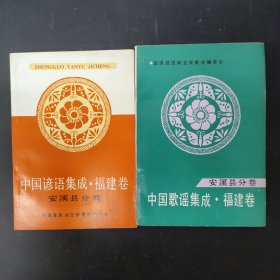 ZHONGGUO YANYU JICHENG
中国谚语集成·福建卷
安溪县分卷
安溪县民间文学集成编委会
安溪县分卷
中国歌谣集成·福建卷